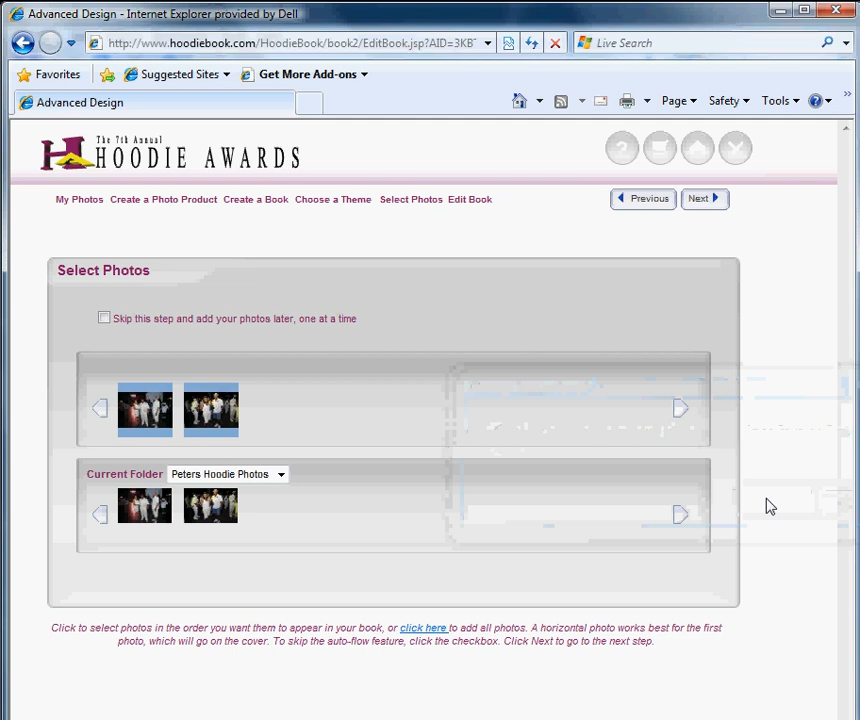 Advanced Design - Internet Explorer provided by Dell
http://www.hoodiebook.com/HoodieBook/book2/EditBook.jsp?AID=3KB
Live Search
Favorites
Suggested Sites
Get More Add-ons
Advanced Design
Page
Safety
Tools
The 7th Annual
HOODIE AWARDS
My Photos Create a Photo Product Create a Book Choose a Theme Select Photos Edit Book
Previous
Next
Select Photos
Skip this step and add your photos later, one at a time
Current Folder Peters Hoodie Photos
Click to select photos in the order you want them to appear in your book, or click here to add all photos. A horizontal photo works best for the first
photo, which will go on the cover. To skip the auto-flow feature, click the checkbox. Click Next to go to the next step.